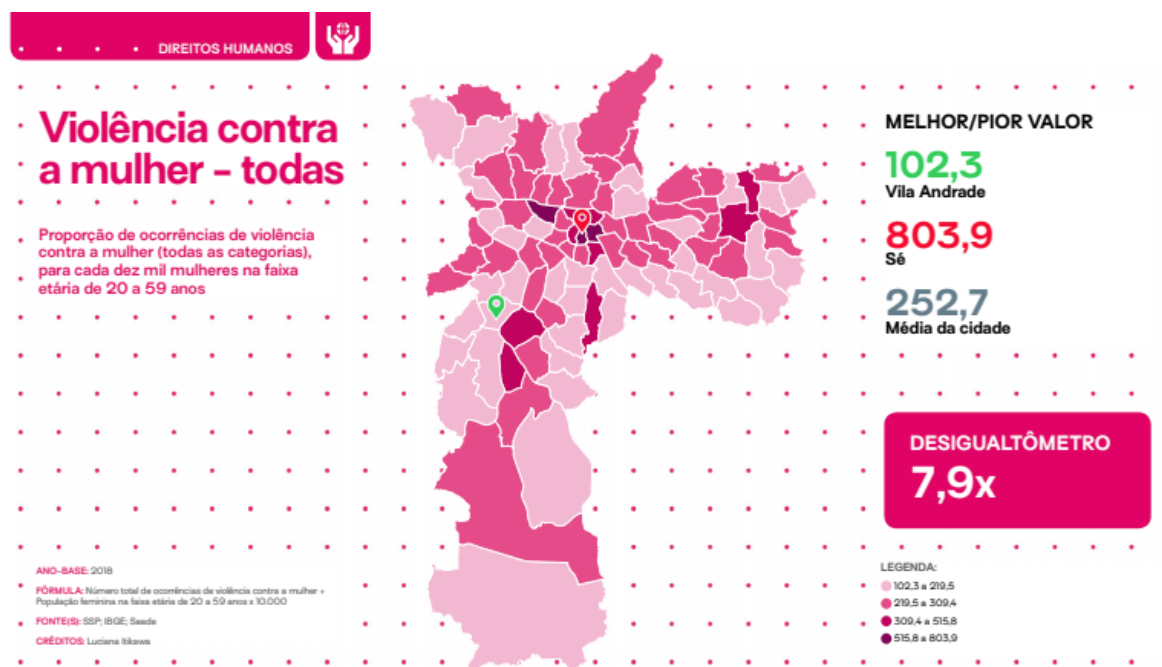 DIREITOS HUMANOS
Violência contra
a mulher – todas
Proporção de ocorrências de violência
contra a mulher (todas as categorias),
para cada dez mil mulheres na faixa
etária de 20 a 59 anos
MELHOR/PIOR VALOR
102,3
Vila Andrade
803,9
Sé
252,7
Média da cidade
DESIGUALTÔMETRO
7,9x
ANO-BASE: 2018
FÓRMULA: Número total de ocorrências de violência contra a mulher ÷
População feminina na faixa etária de 20 a 59 anos x 10.000
FONTE(S): SSP; IBGE; Seade
CRÉDITOS: Luciana Itikawa
LEGENDA:
102,3 a 219,5
219,5 a 309,4
309,4 a 515,8
515,8 a 803,9